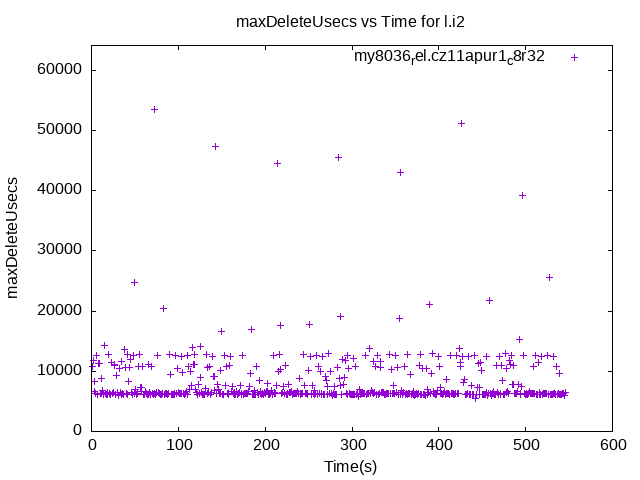 maxDeleteUsecs vs Time for l.i2
my8036rel.cz11apur1c8r32
60000
50000
40000
30000
20000
10000
0
maxDeleteUsecs
0 100 200 300 400 500 600
Time(s)